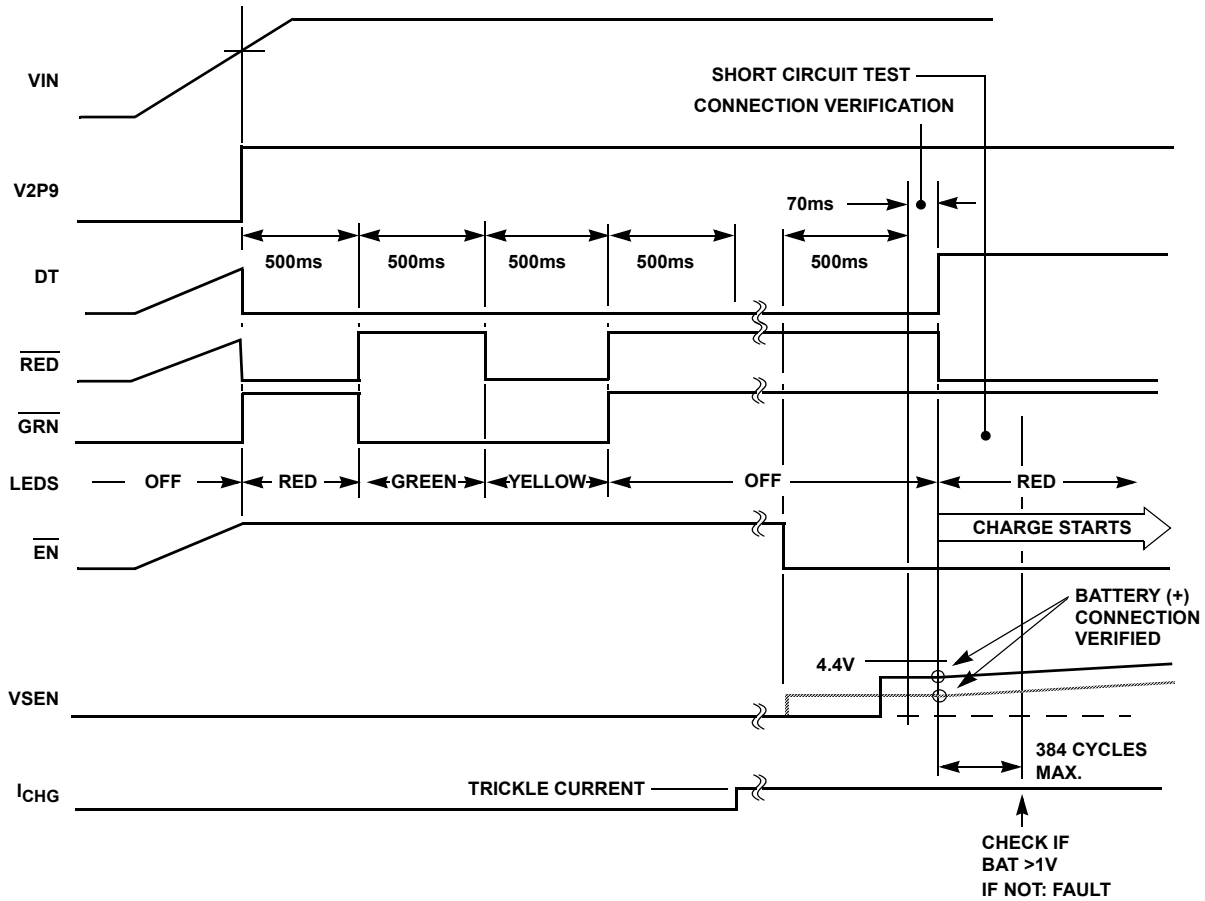 VIN
SHORT CIRCUIT TEST
CONNECTION VERIFICATION
V2P9
70ms
500ms
500ms
500ms
500ms
500ms
DT
RED
GRN
LEDS
OFF
RED
GREEN
YELLOW
OFF
RED
EN
CHARGE STARTS
BATTERY (+)
CONNECTION
VERIFIED
4.4V
VSEN
384 CYCLES
MAX.
ICHG
TRICKLE CURRENT
CHECK IF
BAT >1V
IF NOT: FAULT